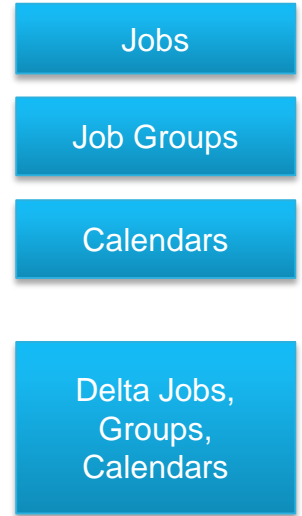 Jobs
Job Groups
Calendars
Delta Jobs,
Groups,
Calendars